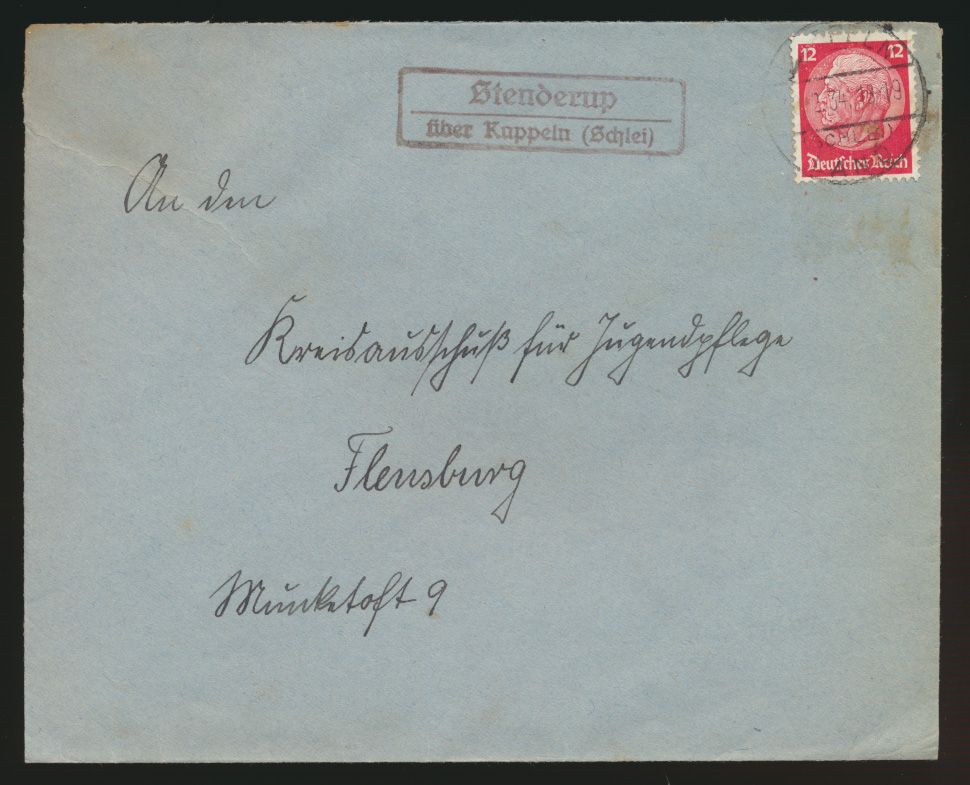 Stenderup
über Kappeln (Schlei)
12 12
Deutsches Reich
An den
Kreisausschuß für Jugendpflege
Flensburg
Munketoft 9